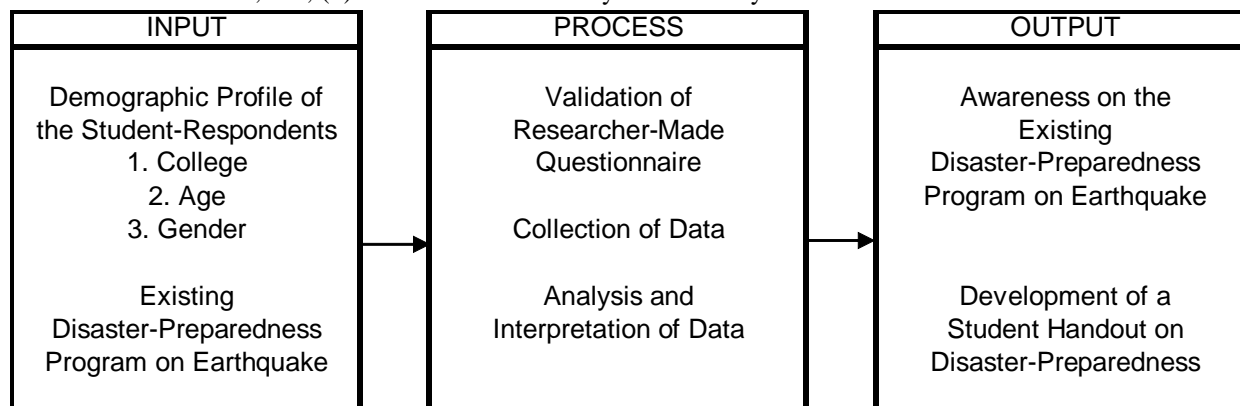 INPUT
Demographic Profile of
the Student-Respondents
1. College
2. Age
3. Gender
Existing
Disaster-Preparedness
Program on Earthquake
PROCESS
Validation of
Researcher-Made
Questionnaire
Collection of Data
Analysis and
Interpretation of Data
OUTPUT
Awareness on the
Existing
Disaster-Preparedness
Program on Earthquake
Development of a
Student Handout on
Disaster-Preparedness